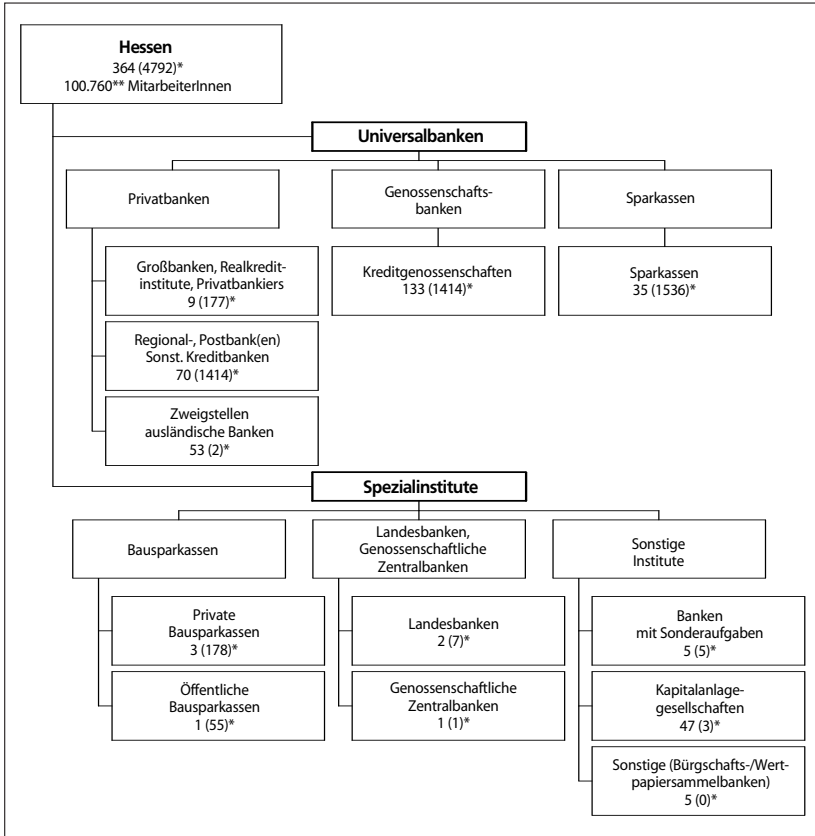 Hessen
364 (4792)*
100.760** MitarbeiterInnen
Universalbanken
Privatbanken
Genossenschafts-
banken
Sparkassen
Großbanken, Realkredit-
institute, Privatbankiers
9 (177)*
Kreditgenossenschaften
133 (1414)*
Sparkassen
35 (1536)*
Regional-, Postbank(en)
Sonst. Kreditbanken
70 (1414)*
Zweigstellen
ausländische Banken
53 (2)*
Spezialinstitute
Bausparkassen
Landesbanken,
Genossenschaftliche
Zentralbanken
Sonstige
Institute
Private
Bausparkassen
3 (178)*
Landesbanken
2 (7)*
Banken
mit Sonderaufgaben
5 (5)*
Öffentliche
Bausparkassen
1 (55)*
Genossenschaftliche
Zentralbanken
1 (1)*
Kapitalanlage-
gesellschaften
47 (3)*
Sonstige (Bürgschafts-/Wert-
papiersammelbanken)
5 (0)*